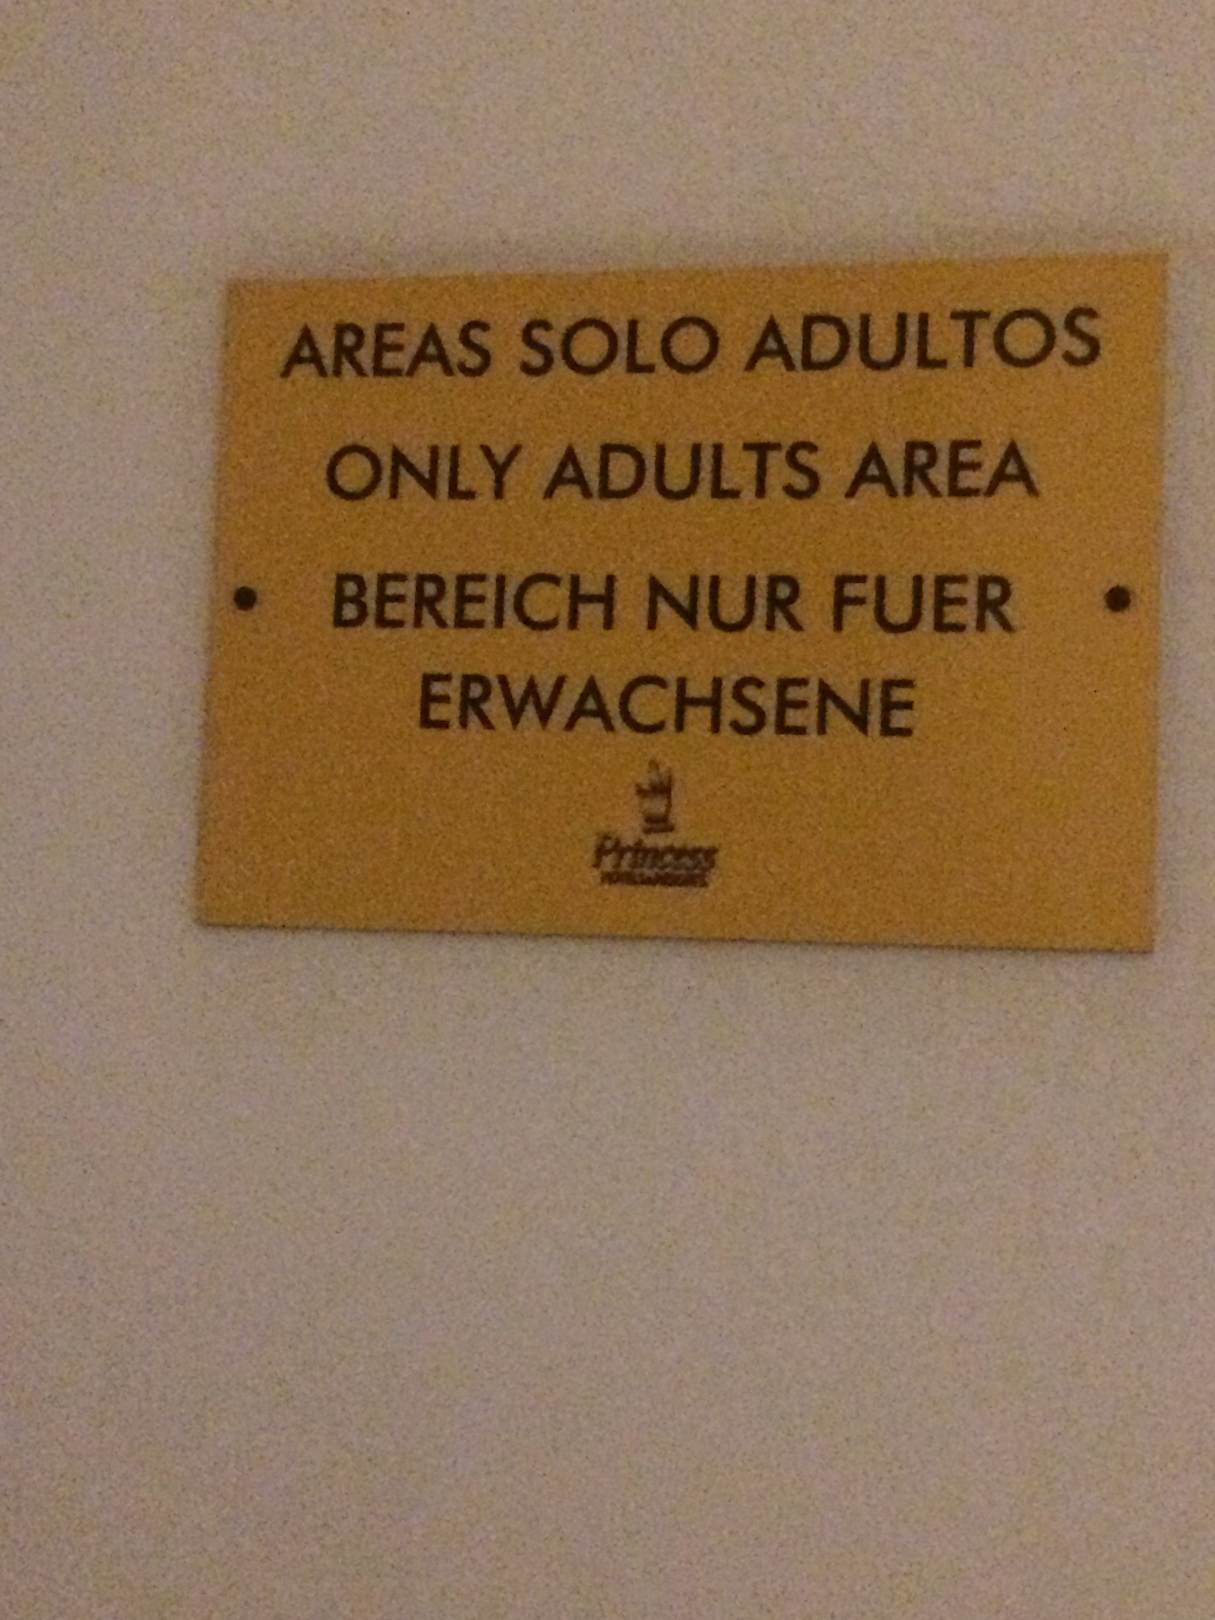 AREAS SOLO ADULTOS
ONLY ADULTS AREA
BEREICH NUR FUER
ERWACHSENE
Princess